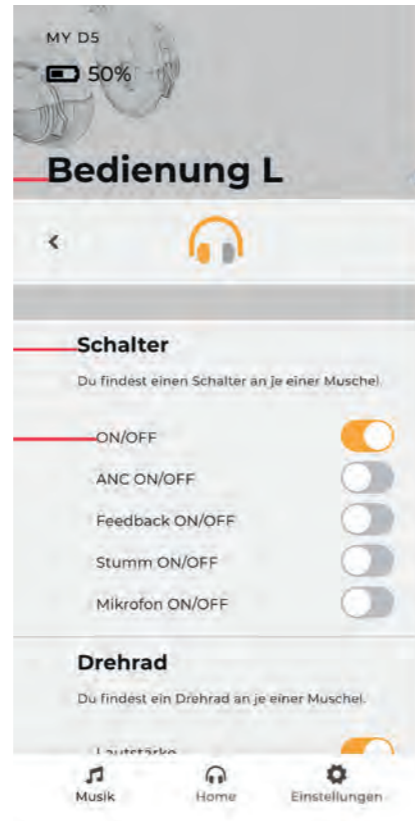 MY D5
50%
Bedienung L
Schalter
Du findest einen Schalter an je einer Muschel.
ON/OFF
ANC ON/OFF
Feedback ON/OFF
Stumm ON/OFF
Mikrofon ON/OFF
Drehrad
Du findest ein Drehrad an je einer Muschel.
Lautstärke
Musik Home Einstellungen